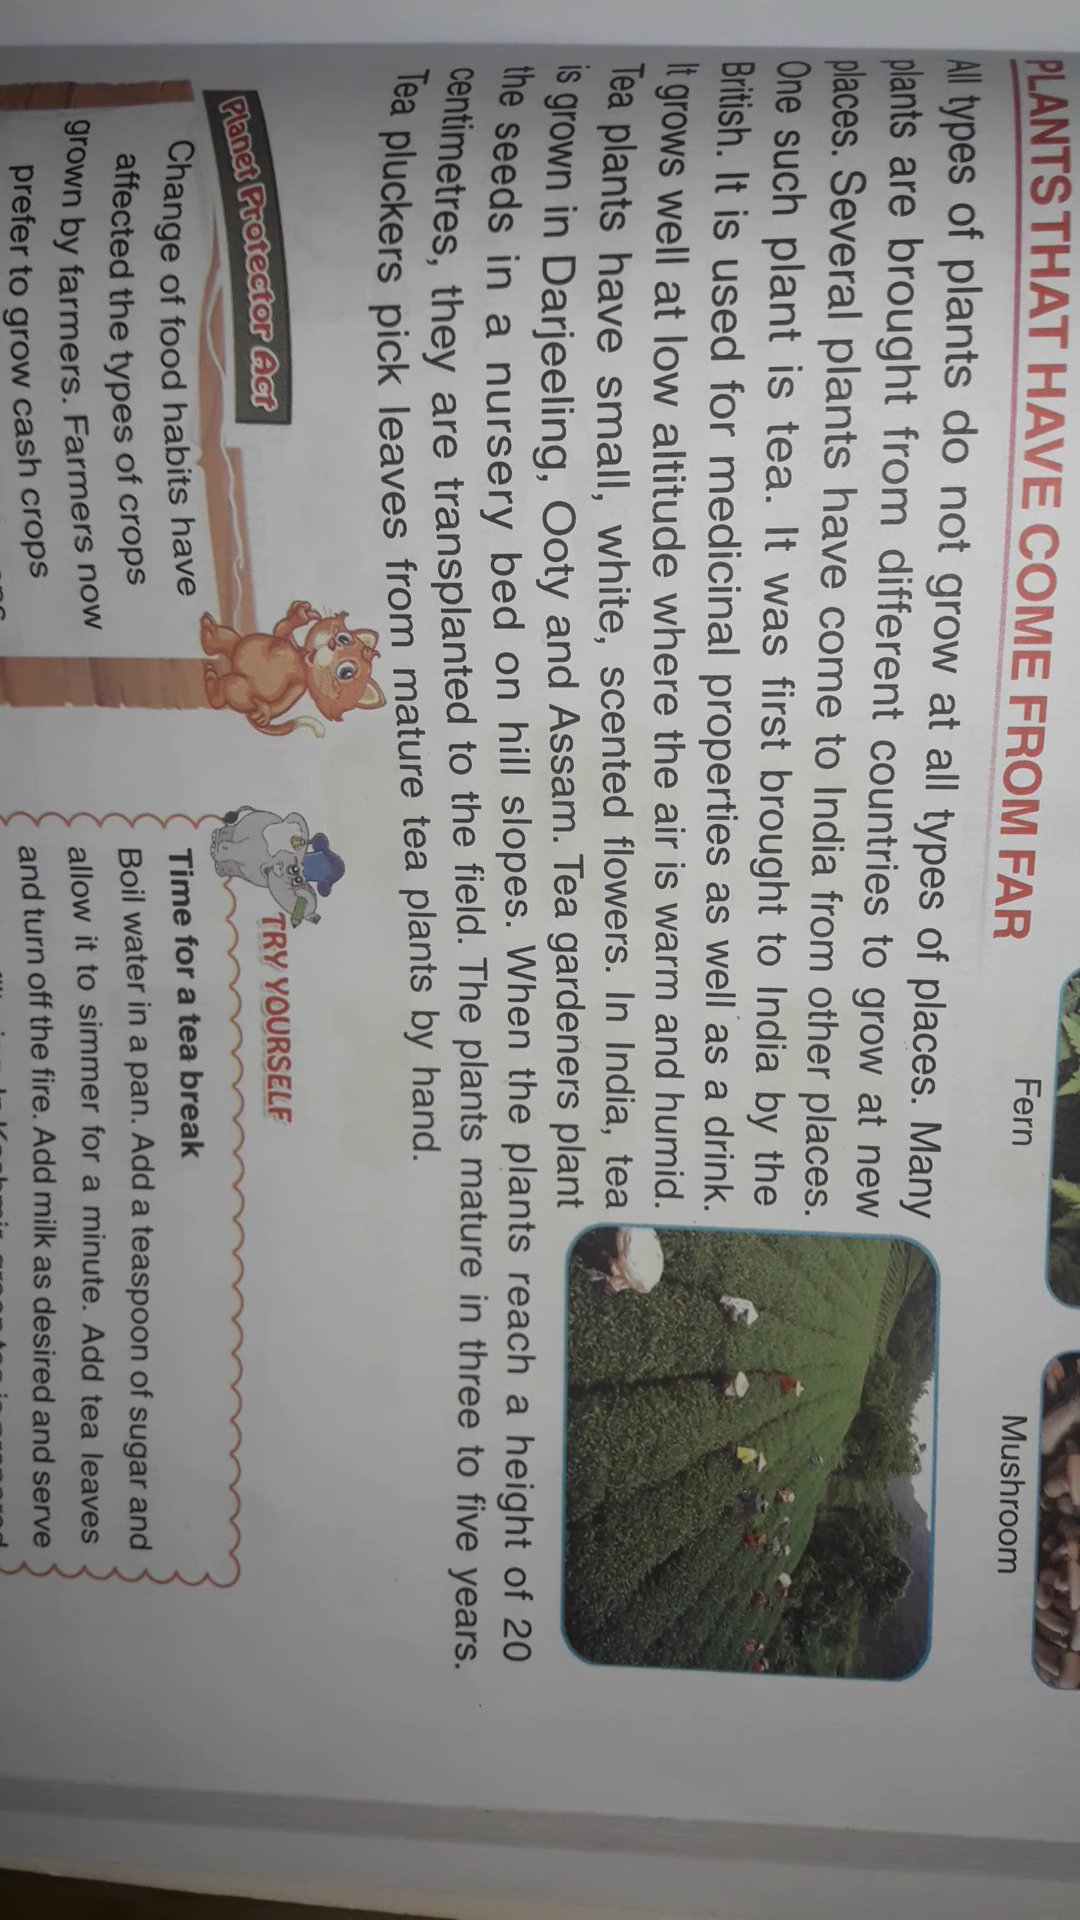 Fern
Mushroom
PLANTS THAT HAVE COME FROM FAR
All types of plants do not grow at all types of places. Many
plants are brought from different countries to grow at new
places. Several plants have come to India from other places.
One such plant is tea. It was first brought to India by the
British. It is used for medicinal properties as well as a drink.
It grows well at low altitude where the air is warm and humid.
Tea plants have small, white, scented flowers. In India, tea
is grown in Darjeeling, Ooty and Assam. Tea gardeners plant
the seeds in a nursery bed on hill slopes. When the plants reach a height of 20
centimetres, they are transplanted to the field. The plants mature in three to five years.
Tea pluckers pick leaves from mature tea plants by hand.
Planet Protector Act
Change of food habits have
affected the types of crops
grown by farmers. Farmers now
prefer to grow cash crops
TRY YOURSELF
Time for a tea break
Boil water in a pan. Add a teaspoon of sugar and
allow it to simmer for a minute. Add tea leaves
and turn off the fire. Add milk as desired and serve